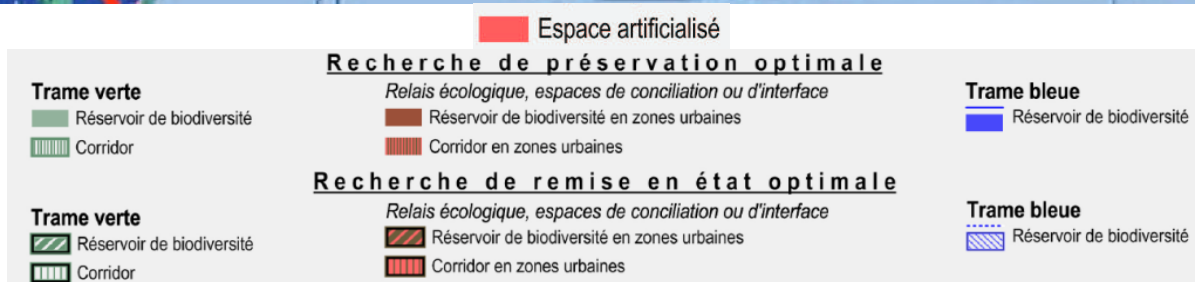 Espace artificialisé
Recherche de préservation optimale
Trame verte
Relais écologique, espaces de conciliation ou d'interface
Trame bleue
Réservoir de biodiversité
Réservoir de biodiversité en zones urbaines
Réservoir de biodiversité
Corridor
Corridor en zones urbaines
Recherche de remise en état optimale
Trame verte
Relais écologique, espaces de conciliation ou d'interface
Trame bleue
Réservoir de biodiversité
Réservoir de biodiversité en zones urbaines
Réservoir de biodiversité
Corridor
Corridor en zones urbaines